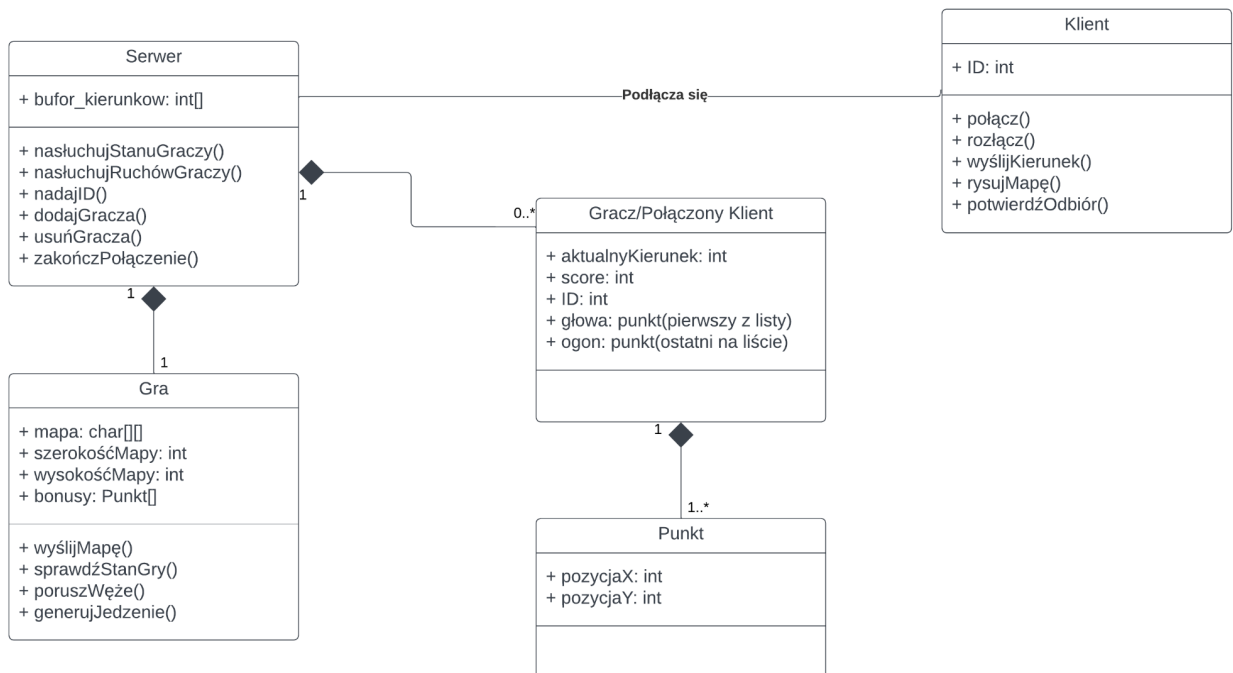 Serwer
+ bufor_kierunkow: int[]
+ nasłuchujStanuGraczy()
+ nasłuchujRuchówGraczy()
+ nadajID()
+ dodajGracza()
+ usuńGracza()
+ zakończPołączenie()
Podłącza się
Klient
+ ID: int
+ połącz()
+ rozłącz()
+ wyślijKierunek()
+ rysujMapę()
+ potwierdźOdbiór()
1
0..*
Gracz/Połączony Klient
+ aktualnyKierunek: int
+ score: int
+ ID: int
+ głowa: punkt(pierwszy z listy)
+ ogon: punkt(ostatni na liście)
1
1
Gra
+ mapa: char[][]
+ szerokośćMapy: int
+ wysokośćMapy: int
+ bonusy: Punkt[]
+ wyślijMapę()
+ sprawdźStanGry()
+ poruszWęże()
+ generujJedzenie()
1
1..*
Punkt
+ pozycjaX: int
+ pozycjaY: int